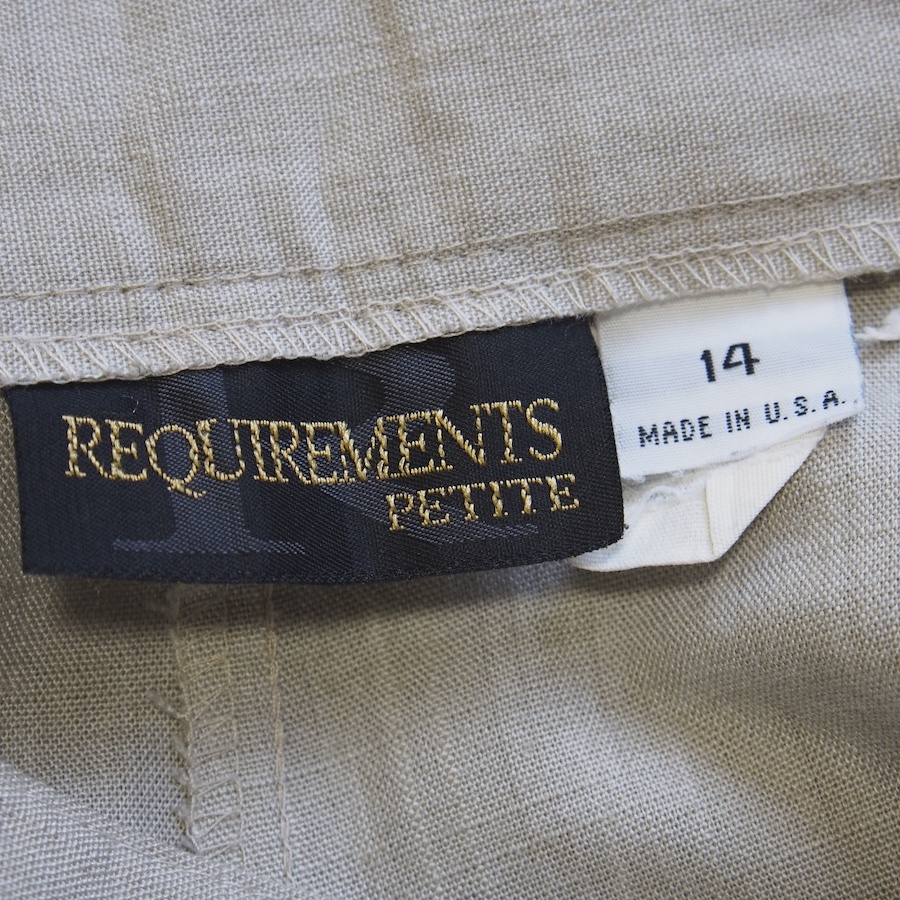 REQUIREMENTS
PETITE
14
MADE IN U.S.A.